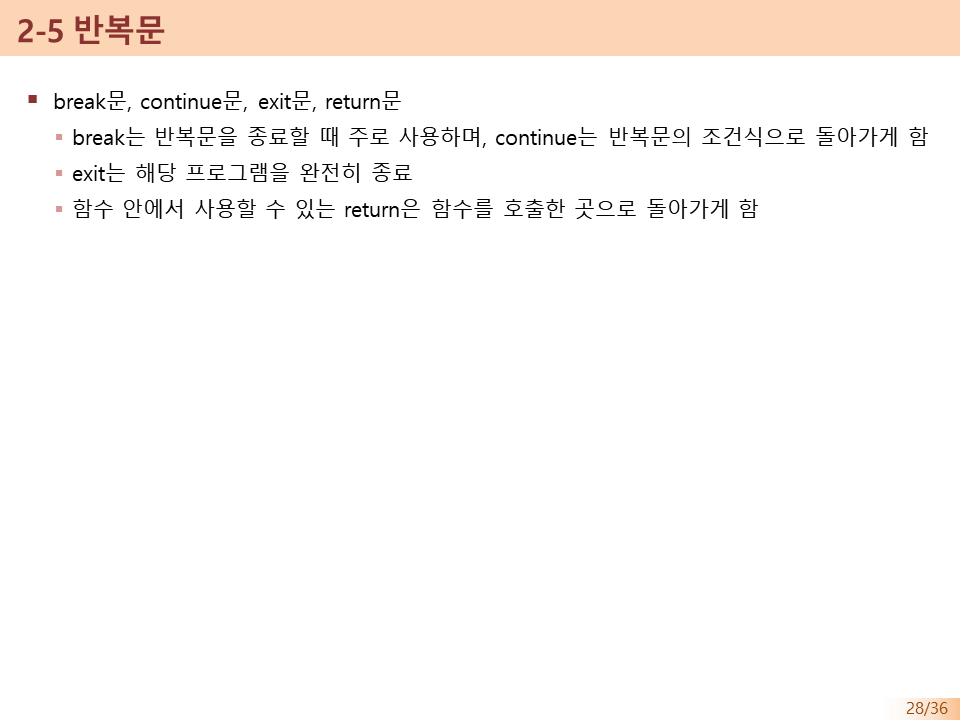 2-5 반복문
break문, continue문, exit문, return문
break는 반복문을 종료할 때 주로 사용하며, continue는 반복문의 조건식으로 돌아가게 함
exit는 해당 프로그램을 완전히 종료
함수 안에서 사용할 수 있는 return은 함수를 호출한 곳으로 돌아가게 함
28/36